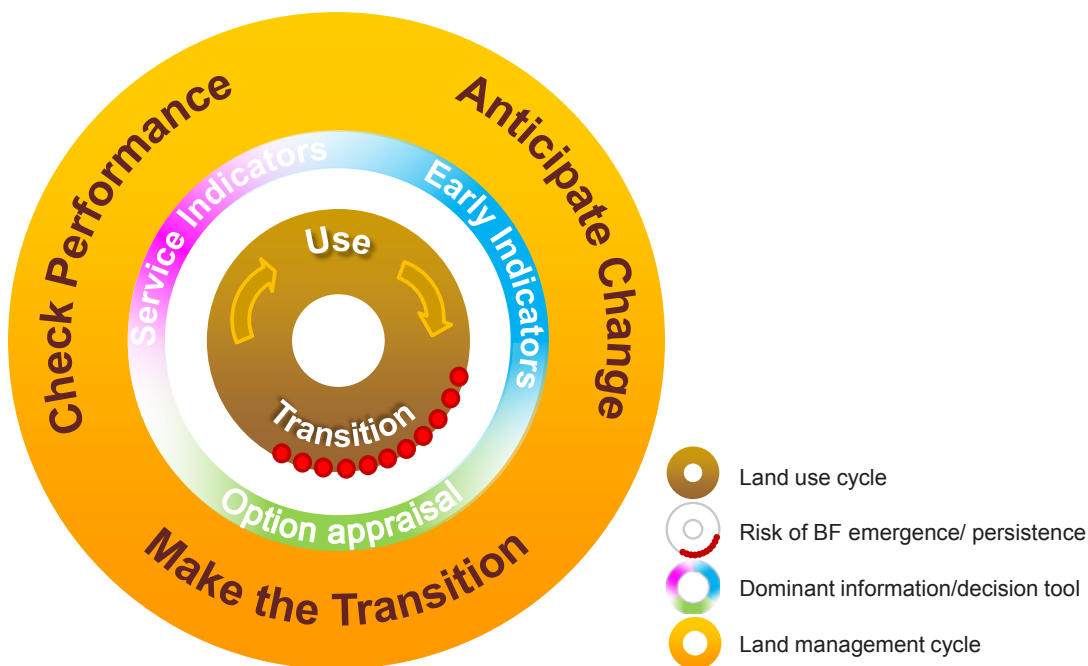 Check Performance
Anticipate Change
Service Indicators
Early Indicators
Use
Transition
Option appraisal
Make the Transition
Land use cycle
Risk of BF emergence/ persistence
Dominant information/decision tool
Land management cycle